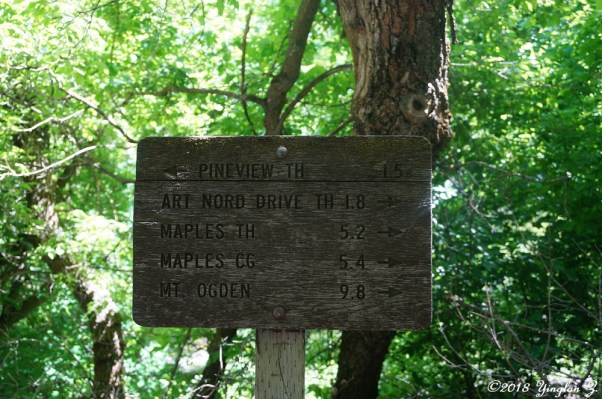 ← PINEVIEW TH 1.5
ART NORD DRIVE TH 1.8 →
MAPLES TH 5.2 →
MAPLES CG 5.4 →
MT. OGDEN 9.8 →
©2018 Yinglan Z.